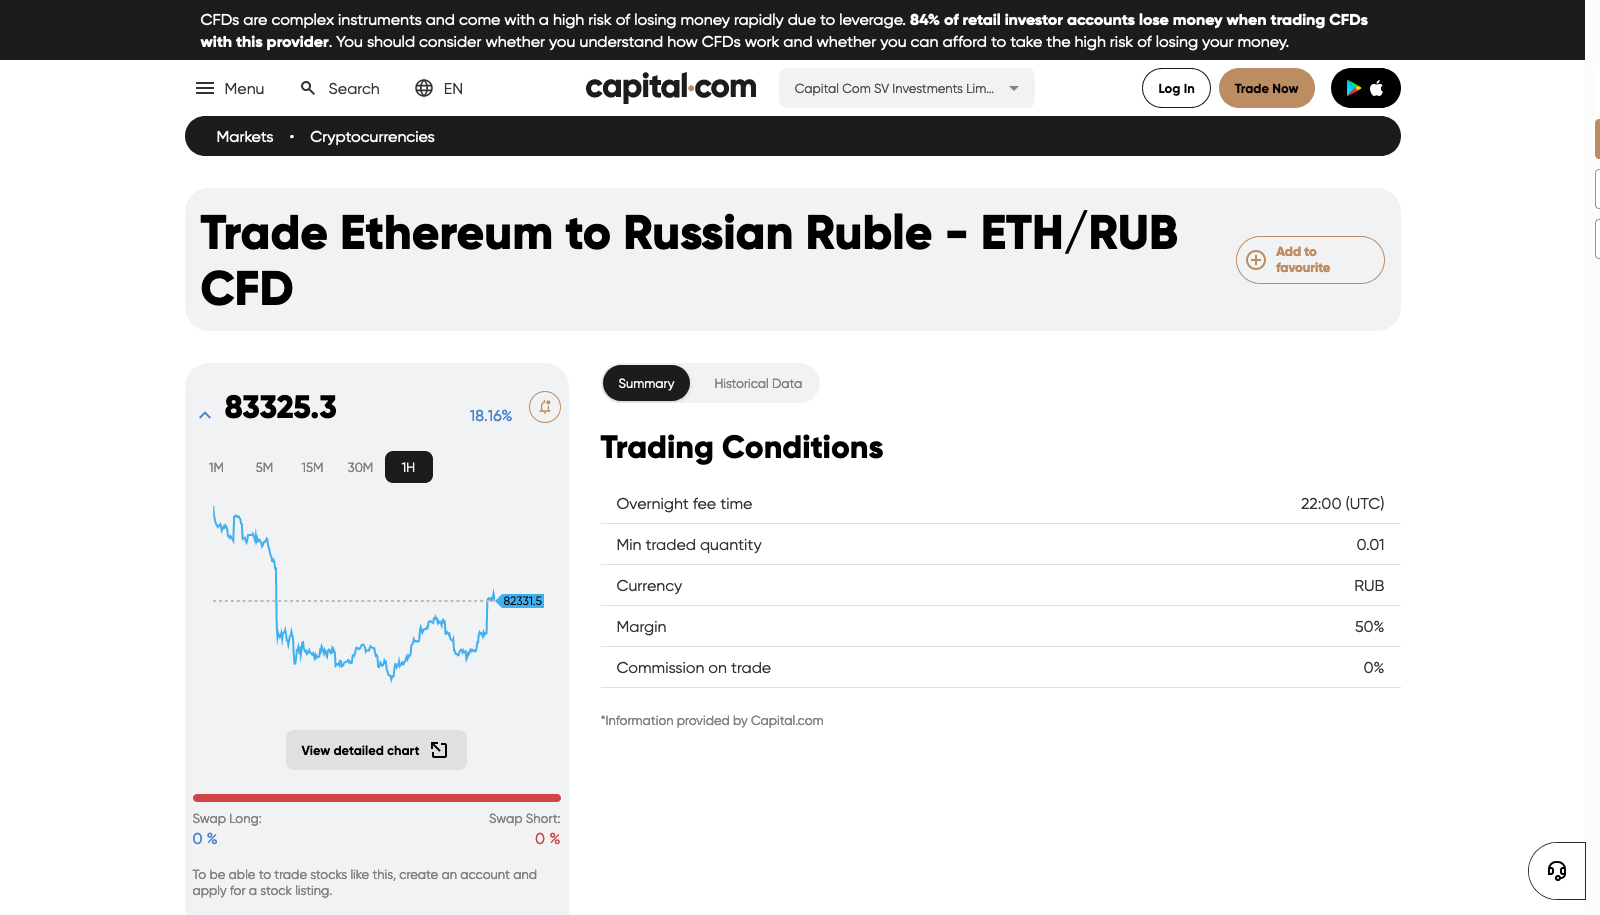 CFDs are complex instruments and come with a high risk of losing money rapidly due to leverage. 84% of retail investor accounts lose money when trading CFDs
with this provider. You should consider whether you understand how CFDs work and whether you can afford to take the high risk of losing your money.
Menu Search EN capital.com Capital Com SV Investments Lim... Log In Trade Now
Markets • Cryptocurrencies
Trade Ethereum to Russian Ruble - ETH/RUB
CFD
Add to
favourite
83325.3 18.16%
1M 5M 15M 30M 1H
82331.5
View detailed chart
Swap Long: Swap Short:
0 % 0 %
To be able to trade stocks like this, create an account and
apply for a stock listing.
Summary Historical Data
Trading Conditions
Overnight fee time 22:00 (UTC)
Min traded quantity 0.01
Currency RUB
Margin 50%
Commission on trade 0%
*Information provided by Capital.com